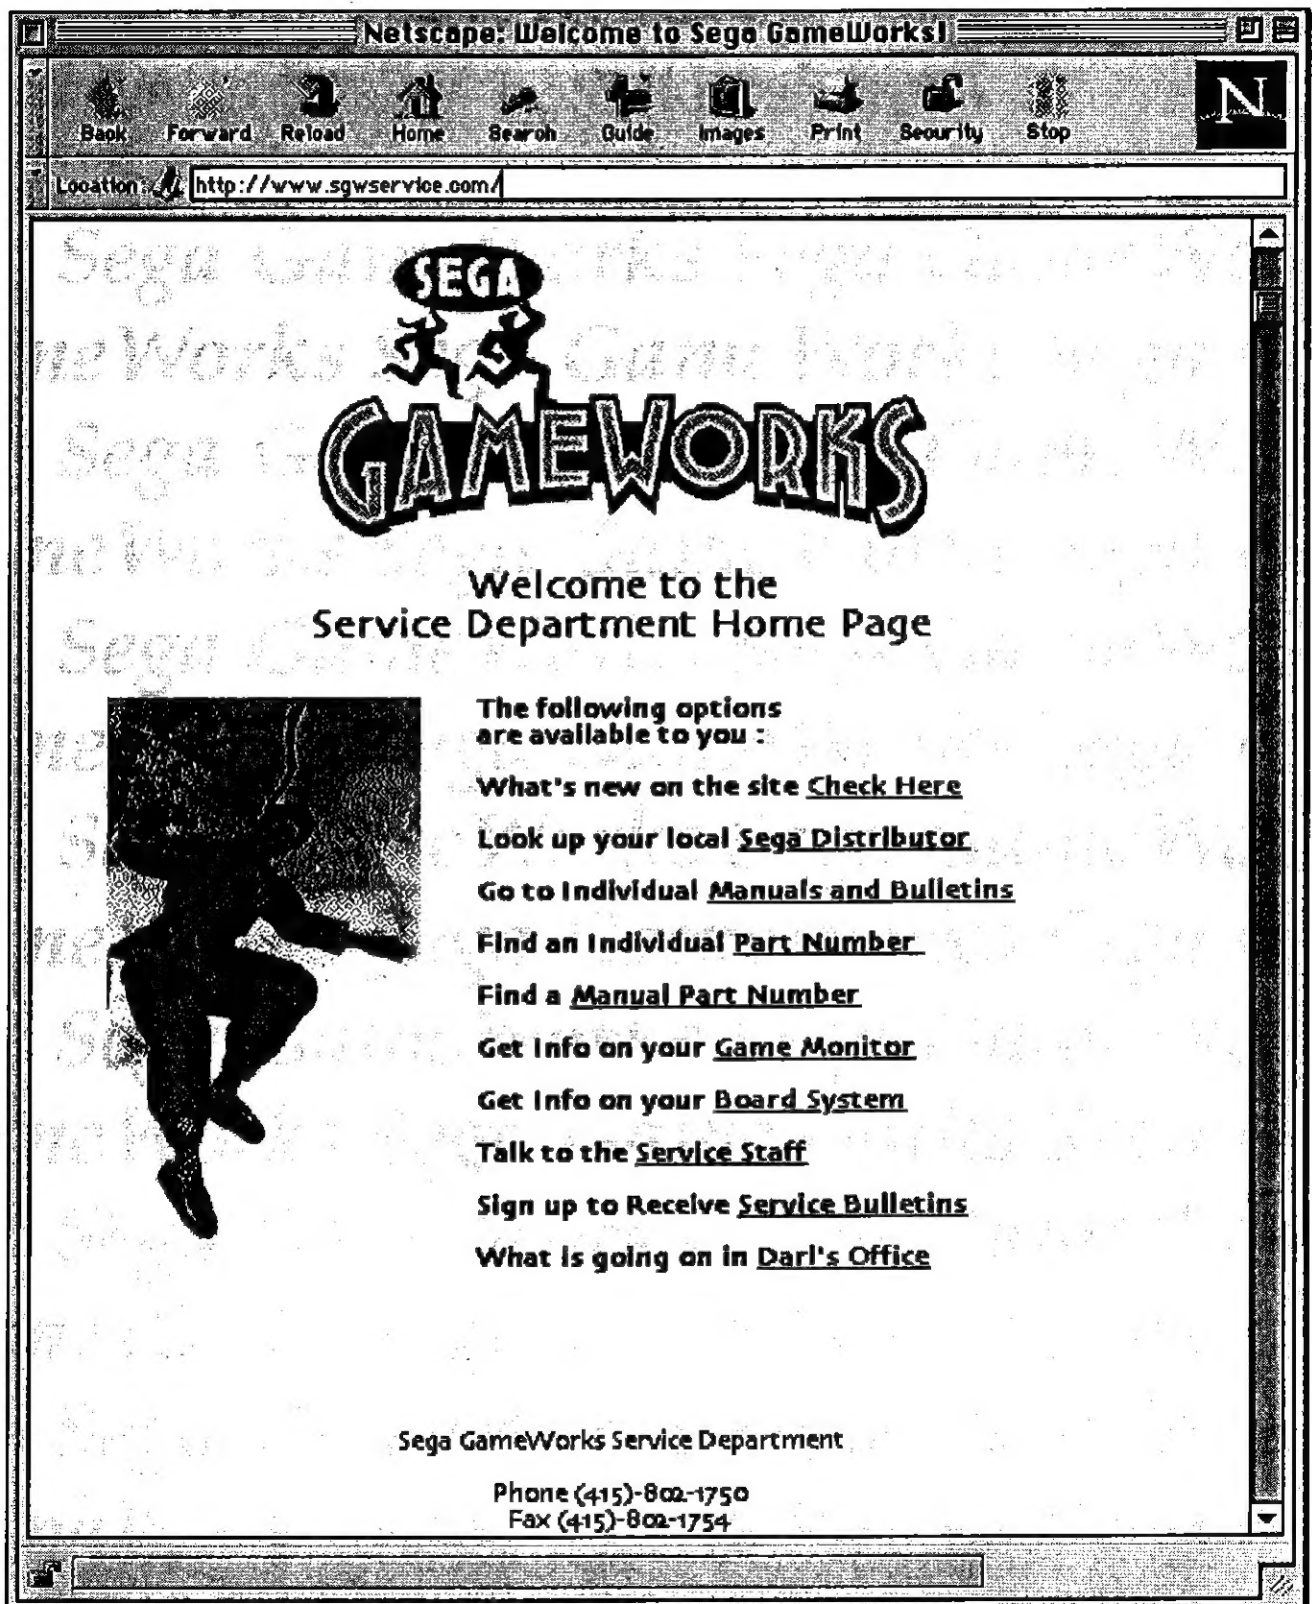 Netscape: Welcome to Sega GameWorks!
Back Forward Reload Home Search Guide Images Print Security Stop
N
Location: http://www.sgwservice.com/
SEGA
GAMEWORKS
Welcome to the
Service Department Home Page
The following options
are available to you :
What's new on the site Check Here
Look up your local Sega Distributor
Go to Individual Manuals and Bulletins
Find an Individual Part Number
Find a Manual Part Number
Get Info on your Game Monitor
Get Info on your Board System
Talk to the Service Staff
Sign up to Receive Service Bulletins
What is going on in Darl's Office
Sega GameWorks Service Department
Phone (415)-802-1750
Fax (415)-802-1754